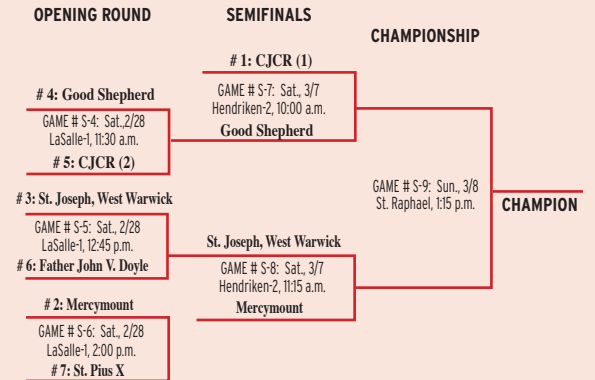 OPENING ROUND
SEMIFINALS
CHAMPIONSHIP
# 1: CJCR (1)
GAME # S-7: Sat., 3/7
Hendriken-2, 10:00 a.m.
Good Shepherd
# 4: Good Shepherd
GAME # S-4: Sat.,2/28
LaSalle-1, 11:30 a.m.
# 5: CJCR (2)
# 3: St. Joseph, West Warwick
GAME # S-5: Sat., 2/28
LaSalle-1, 12:45 p.m.
# 6: Father John V. Doyle
St. Joseph, West Warwick
GAME # S-8: Sat., 3/7
Hendriken-2, 11:15 a.m.
Mercymount
# 2: Mercymount
GAME # S-6: Sat., 2/28
LaSalle-1, 2:00 p.m.
# 7: St. Pius X
GAME # S-9: Sun., 3/8
St. Raphael, 1:15 p.m.
CHAMPION